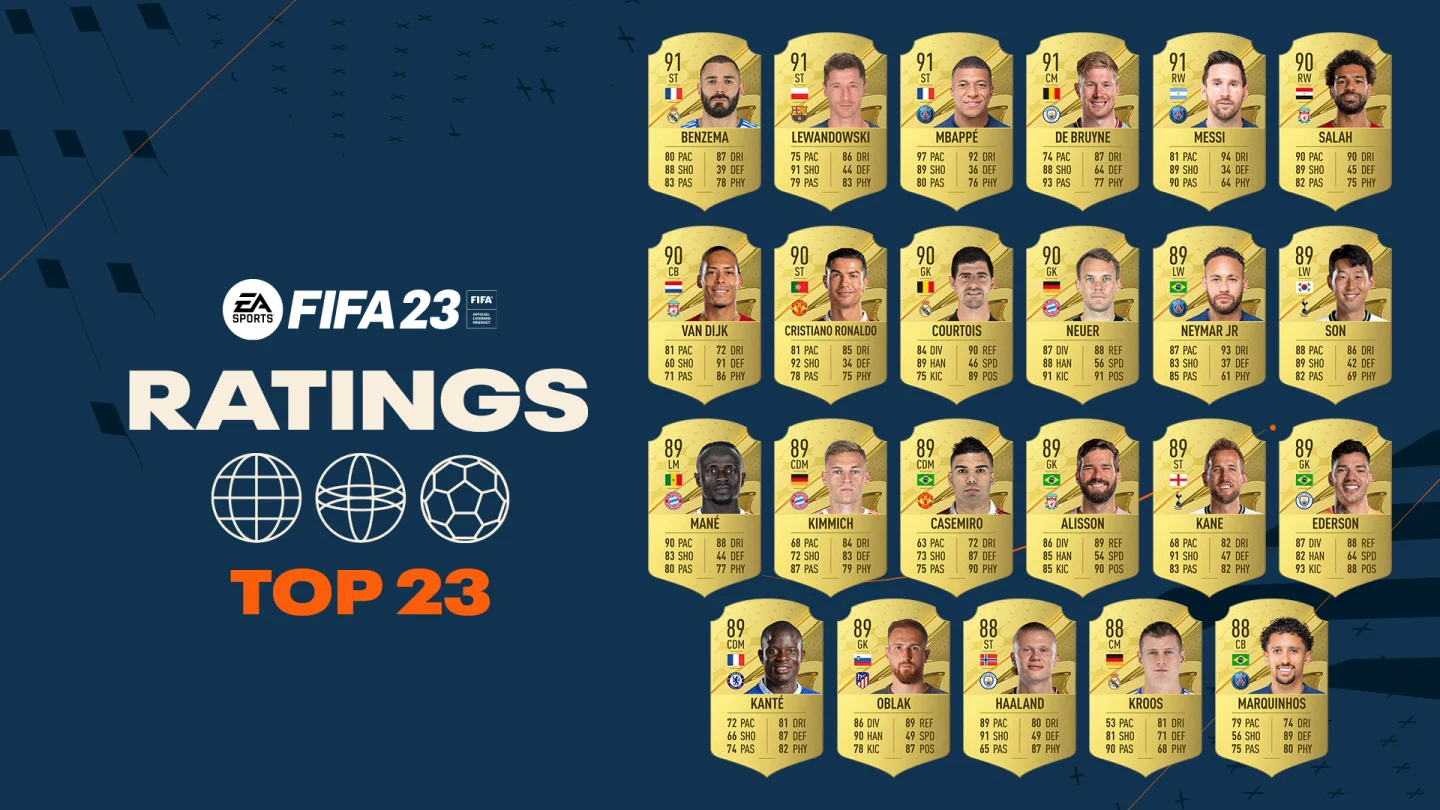 EA
SPORTS
FIFA 23
FIFA
OFFICIAL
LICENSED
PRODUCT
RATINGS
TOP 23
91
ST
BENZEMA
80 PAC 87 DRI
88 SHO 39 DEF
83 PAS 78 PHY
91
ST
LEWANDOWSKI
75 PAC 86 DRI
91 SHO 44 DEF
79 PAS 83 PHY
91
ST
MBAPPÉ
97 PAC 92 DRI
89 SHO 36 DEF
80 PAS 76 PHY
91
CM
DE BRUYNE
74 PAC 87 DRI
88 SHO 64 DEF
93 PAS 77 PHY
91
RW
MESSI
81 PAC 94 DRI
89 SHO 34 DEF
90 PAS 64 PHY
90
RW
SALAH
90 PAC 90 DRI
89 SHO 45 DEF
82 PAS 75 PHY
90
CB
VAN DIJK
81 PAC 72 DRI
60 SHO 91 DEF
71 PAS 86 PHY
90
ST
CRISTIANO RONALDO
81 PAC 85 DRI
92 SHO 34 DEF
78 PAS 75 PHY
90
GK
COURTOIS
84 DIV 90 REF
89 HAN 46 SPD
75 KIC 89 POS
90
GK
NEUER
87 DIV 88 REF
88 HAN 56 SPD
91 KIC 91 POS
89
LW
NEYMAR JR
87 PAC 93 DRI
83 SHO 37 DEF
85 PAS 61 PHY
89
LW
SON
88 PAC 86 DRI
89 SHO 42 DEF
82 PAS 69 PHY
89
LM
MANÉ
90 PAC 88 DRI
83 SHO 44 DEF
80 PAS 77 PHY
89
CDM
KIMMICH
68 PAC 84 DRI
72 SHO 83 DEF
87 PAS 79 PHY
89
CDM
CASEMIRO
63 PAC 72 DRI
73 SHO 87 DEF
75 PAS 90 PHY
89
GK
ALISSON
86 DIV 89 REF
85 HAN 54 SPD
85 KIC 90 POS
89
ST
KANE
68 PAC 82 DRI
91 SHO 47 DEF
83 PAS 82 PHY
89
GK
EDERSON
87 DIV 88 REF
82 HAN 64 SPD
93 KIC 88 POS
89
CDM
KANTÉ
72 PAC 81 DRI
66 SHO 87 DEF
74 PAS 82 PHY
89
GK
OBLAK
86 DIV 89 REF
90 HAN 49 SPD
78 KIC 87 POS
88
ST
HAALAND
89 PAC 80 DRI
91 SHO 49 DEF
65 PAS 87 PHY
88
CM
KROOS
53 PAC 81 DRI
81 SHO 71 DEF
90 PAS 68 PHY
88
CB
MARQUINHOS
79 PAC 74 DRI
56 SHO 89 DEF
75 PAS 80 PHY